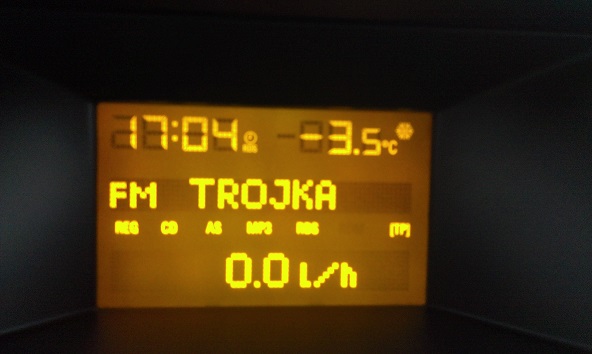 17:04 -3.5°C
FM TROJKA
REG CD AS MP3 RDS [TP]
0.0 l/h